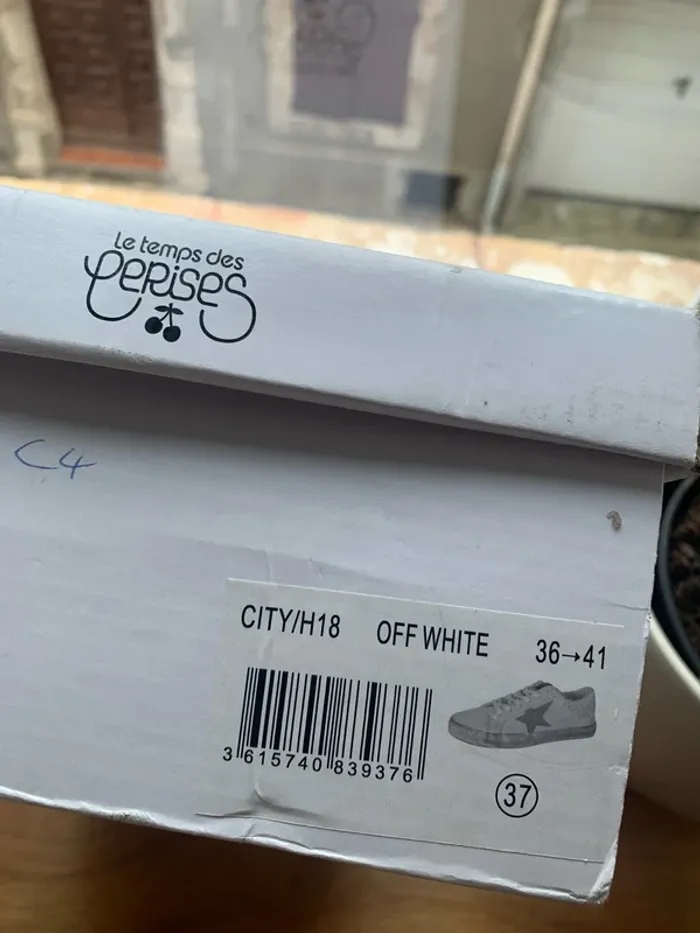 le temps des
CERISES
C4
CITY/H18 OFF WHITE 36→41
3 615740 839376
37